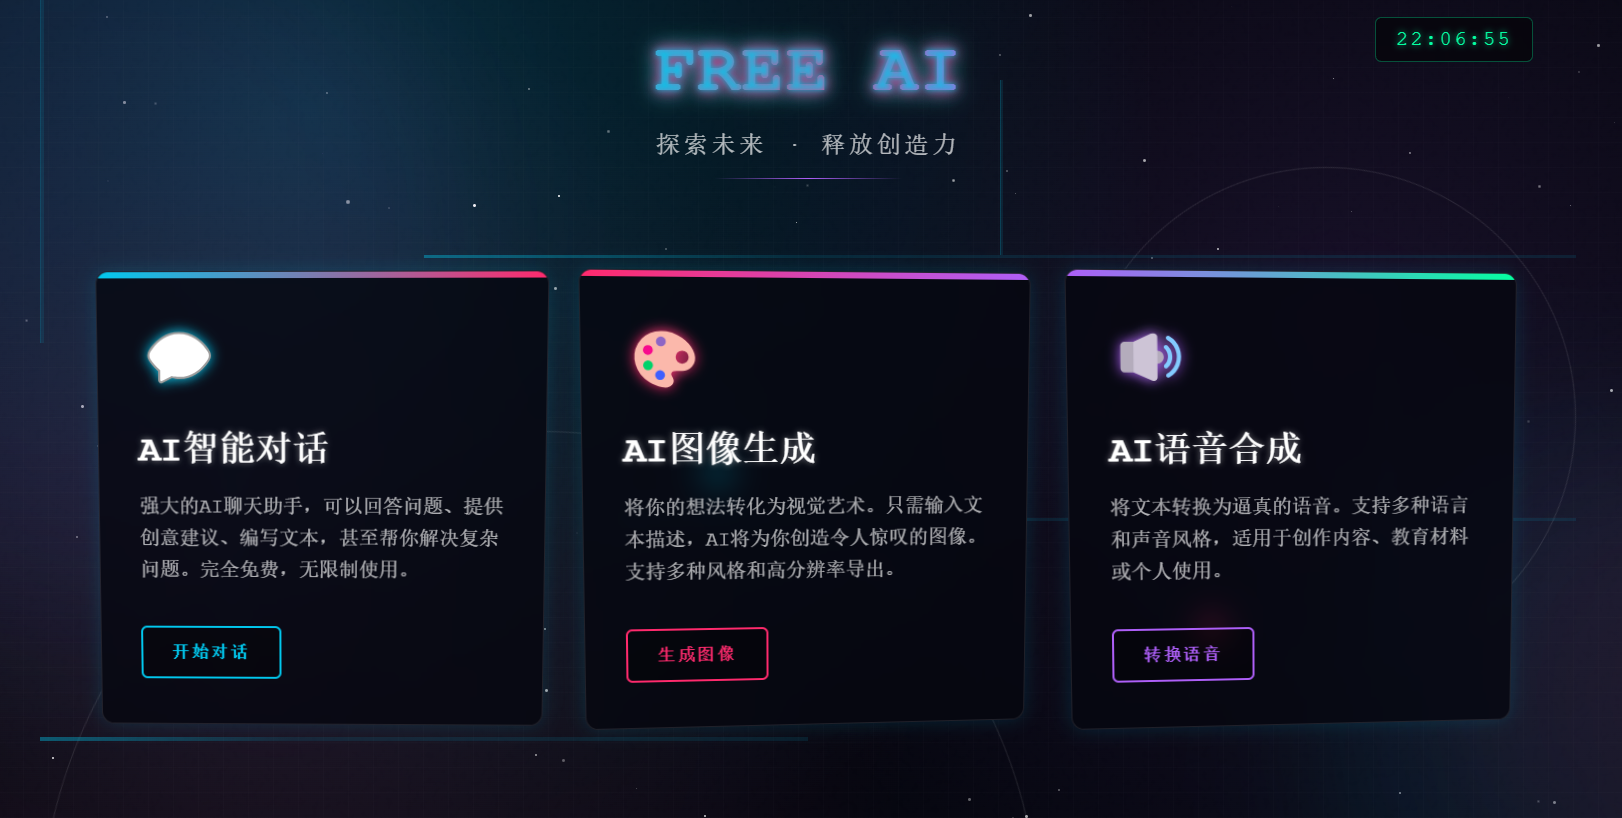 FREE AI
22:06:55
探索未来 · 释放创造力
AI智能对话
强大的AI聊天助手，可以回答问题、提供
创意建议、编写文本，甚至帮你解决复杂
问题。完全免费，无限制使用。
开始对话
AI图像生成
将你的想法转化为视觉艺术。只需输入文
本描述，AI将为你创造令人惊叹的图像。
支持多种风格和高分辨率导出。
生成图像
AI语音合成
将文本转换为逼真的语音。支持多种语言
和声音风格，适用于创作内容、教育材料
或个人使用。
转换语音